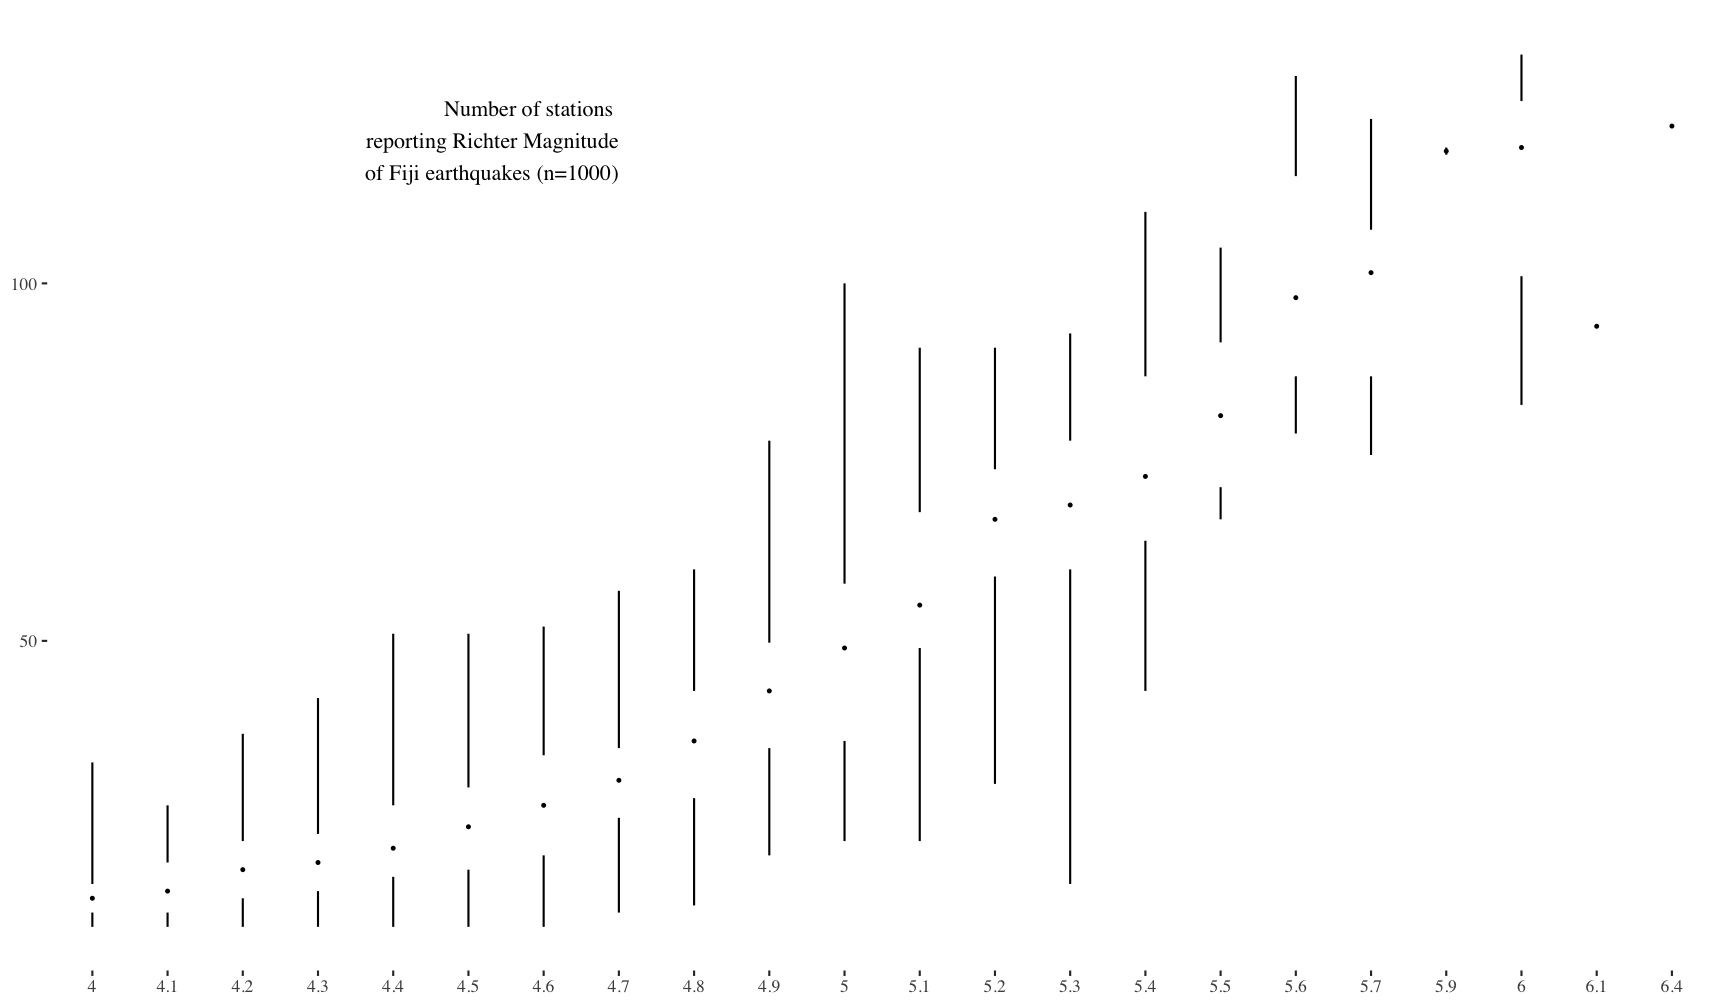 Number of stations
reporting Richter Magnitude
of Fiji earthquakes (n=1000)
100
50
4 4.1 4.2 4.3 4.4 4.5 4.6 4.7 4.8 4.9 5 5.1 5.2 5.3 5.4 5.5 5.6 5.7 5.9 6 6.1 6.4